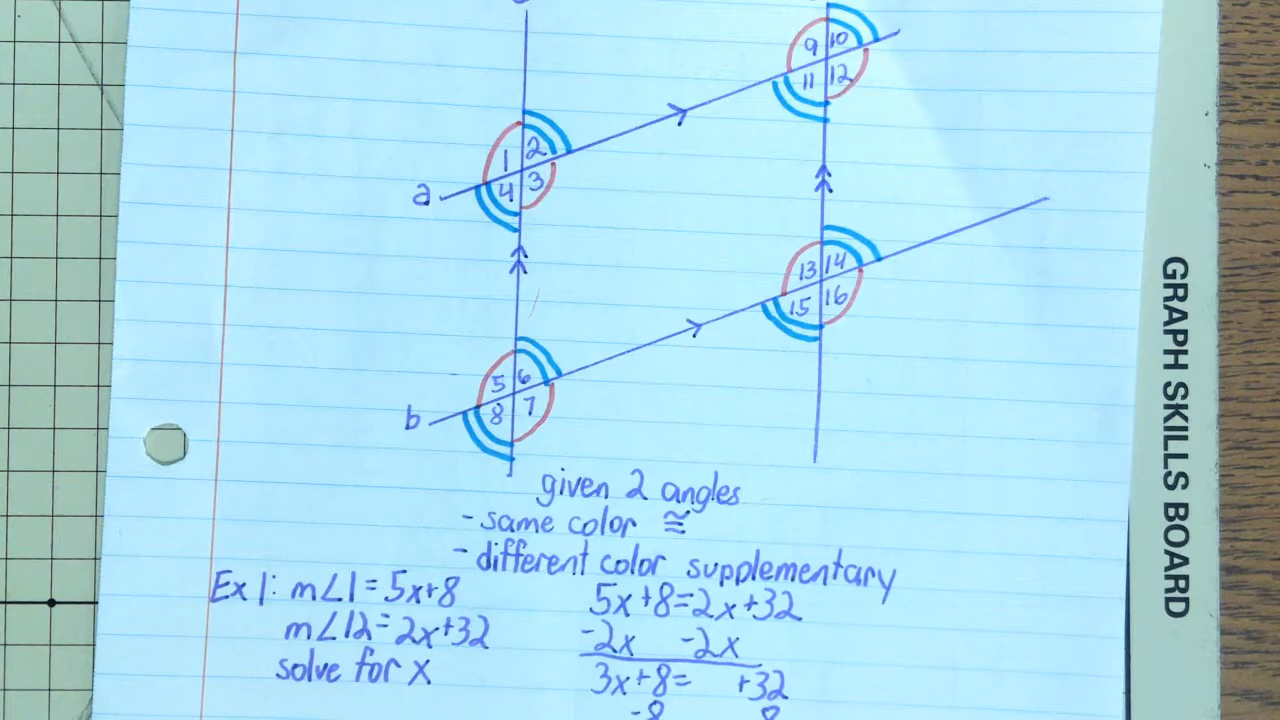 9 10
11 12
1 2
4 3
a
13 14
15 16
5 6
8 7
b
given 2 angles
- same color ≅
- different color supplementary
Ex 1: m∠1 = 5x+8
m∠12 = 2x+32
solve for x
5x+8=2x+32
-2x -2x
3x+8= +32
-8
GRAPH SKILLS BOARD